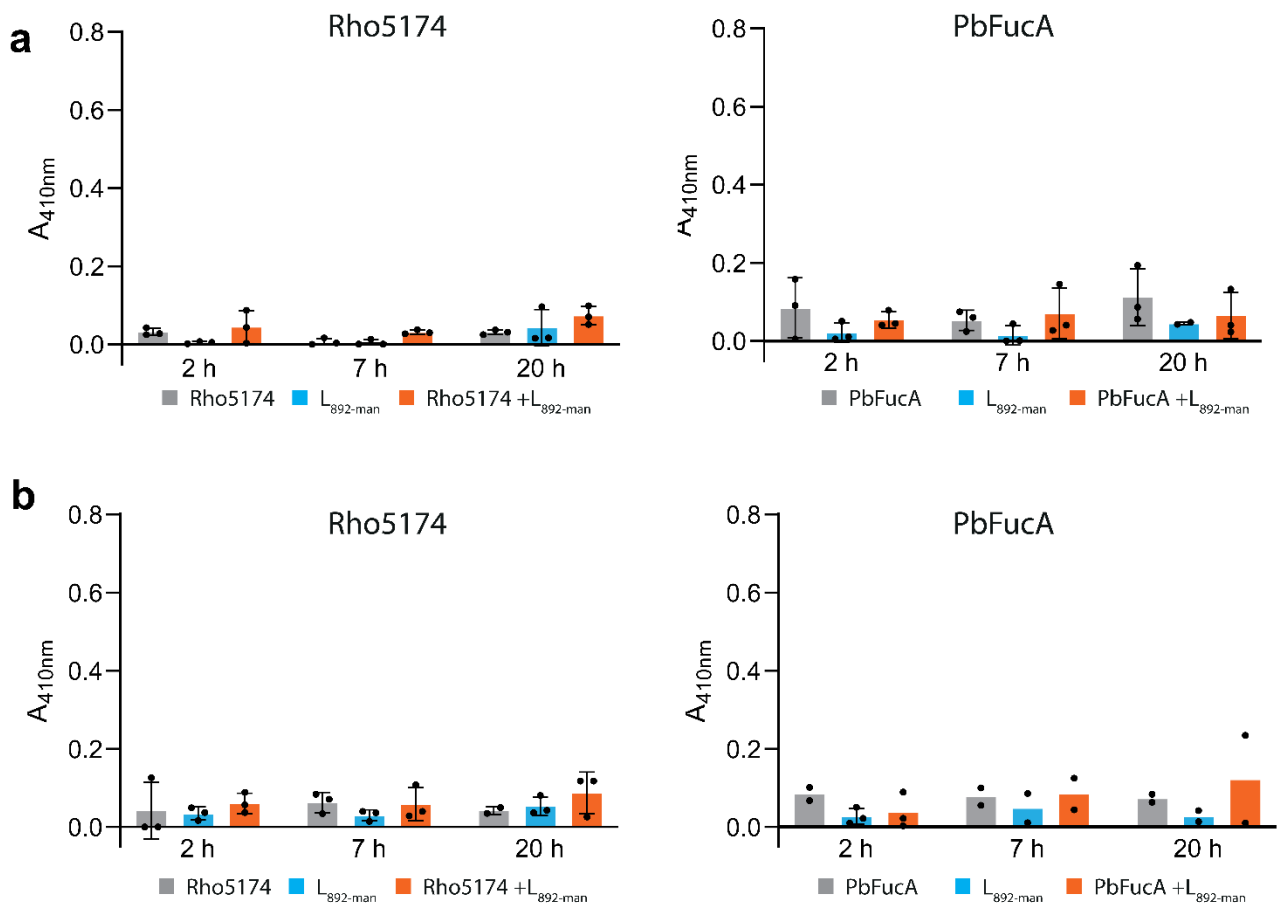 a
Rho5174
PbFucA
A410nm
0.8
0.6
0.4
0.2
0.0
2 h 7 h 20 h
Rho5174 L892-man Rho5174 +L892-man
A410nm
0.8
0.6
0.4
0.2
0.0
2 h 7 h 20 h
PbFucA L892-man PbFucA +L892-man
b
Rho5174
PbFucA
A410nm
0.8
0.6
0.4
0.2
0.0
2 h 7 h 20 h
Rho5174 L892-man Rho5174 +L892-man
A410nm
0.8
0.6
0.4
0.2
0.0
2 h 7 h 20 h
PbFucA L892-man PbFucA +L892-man